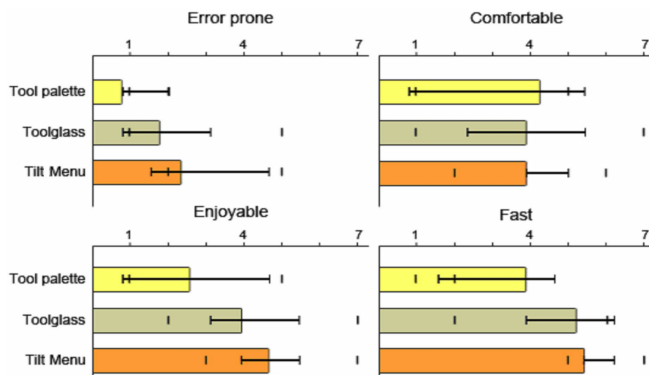 Error prone
Comfortable
1 4 7
1 4 7
Tool palette
Toolglass
Tilt Menu
Enjoyable
Fast
1 4 7
1 4 7
Tool palette
Toolglass
Tilt Menu